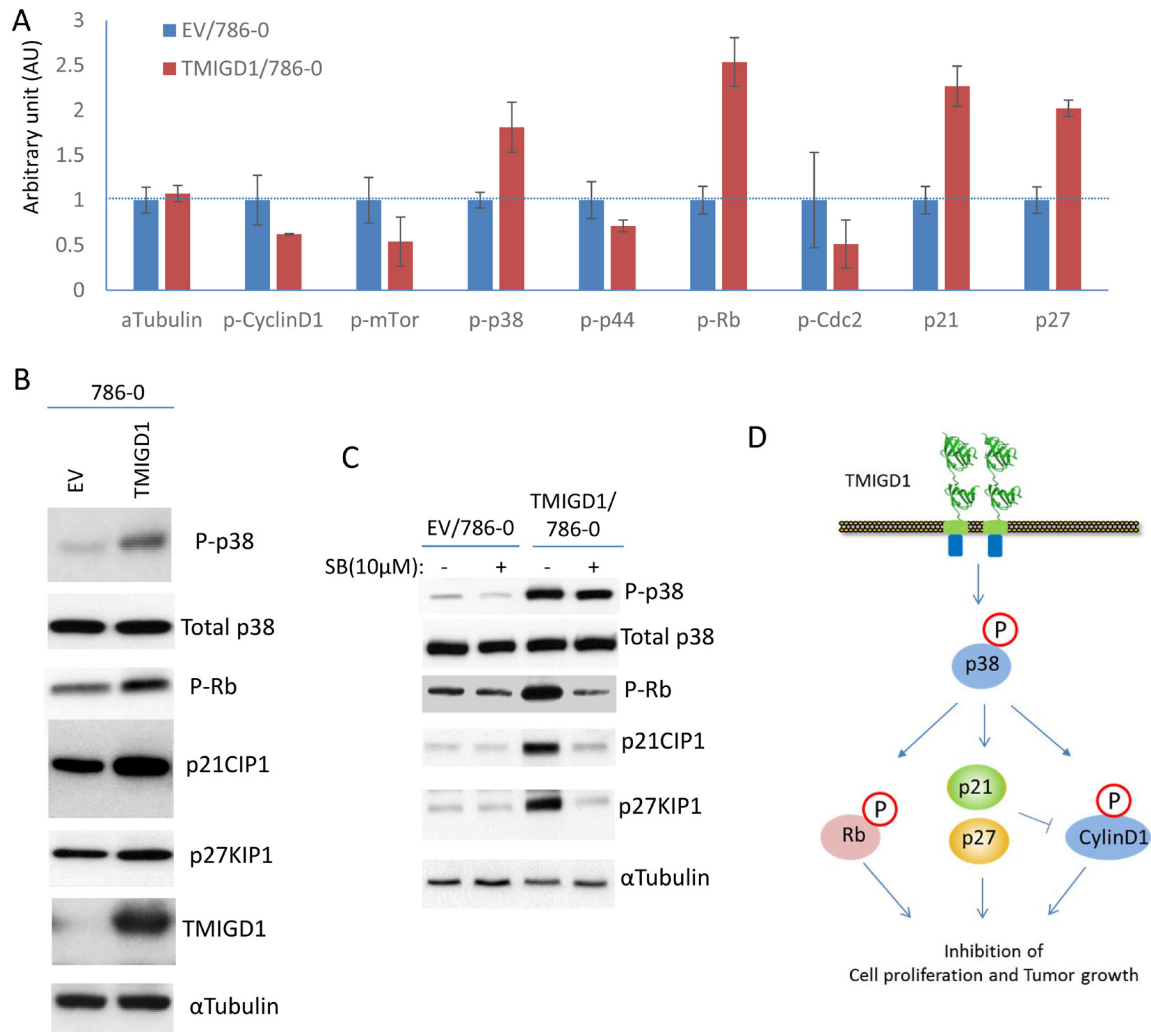 A
Arbitrary unit (AU)
3
2.5
2
1.5
1
0.5
0
EV/786-0
TMIGD1/786-0
aTubulin p-CyclinD1 p-mTor p-p38 p-p44 p-Rb p-Cdc2 p21 p27
B
786-0
EV TMIGD1
P-p38
Total p38
P-Rb
p21CIP1
p27KIP1
TMIGD1
αTubulin
C
EV/786-0 TMIGD1/
786-0
SB(10μM): - + - +
P-p38
Total p38
P-Rb
p21CIP1
p27KIP1
αTubulin
D
TMIGD1
P
p38
p21
P P
Rb p27 CylinD1
Inhibition of
Cell proliferation and Tumor growth